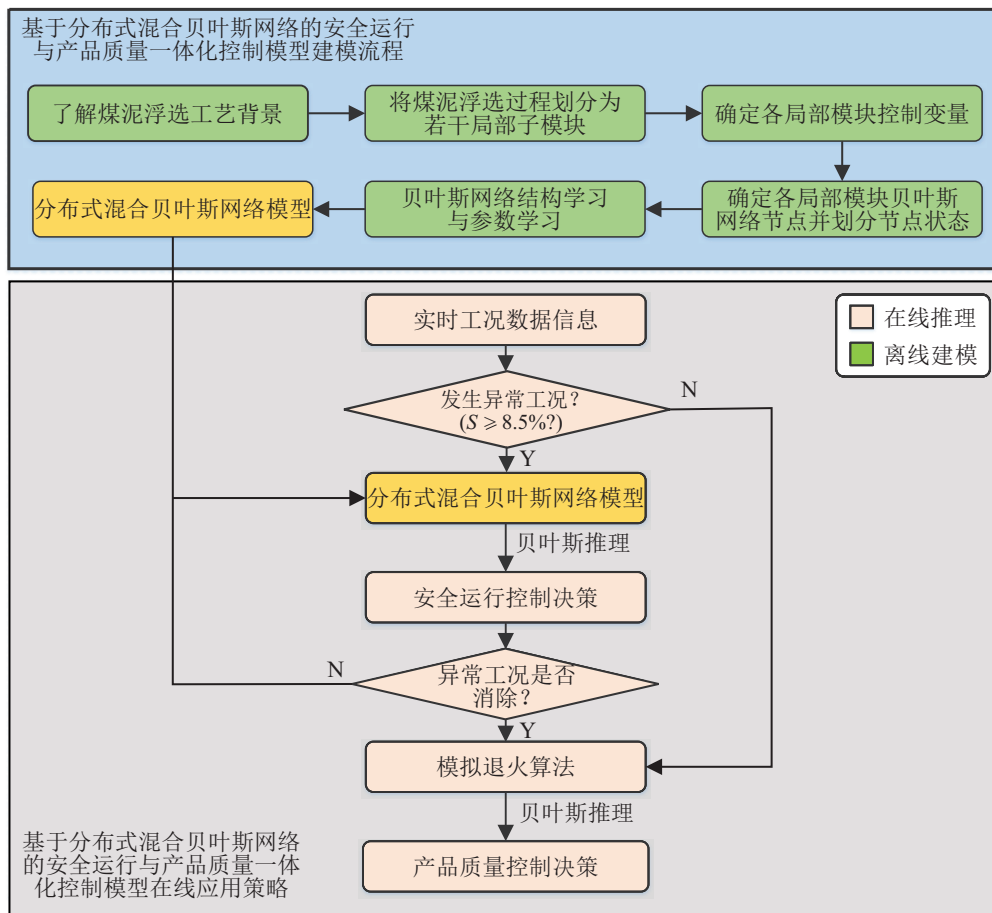 基于分布式混合贝叶斯网络的安全运行
与产品质量一体化控制模型建模流程
了解煤泥浮选工艺背景
将煤泥浮选过程划分为
若干局部子模块
确定各局部模块控制变量
分布式混合贝叶斯网络模型
贝叶斯网络结构学习
与参数学习
确定各局部模块贝叶斯
网络节点并划分节点状态
实时工况数据信息
在线推理
离线建模
发生异常工况?
(S ⩾ 8.5%?)
N
Y
分布式混合贝叶斯网络模型
贝叶斯推理
安全运行控制决策
异常工况是否
消除?
N
Y
模拟退火算法
贝叶斯推理
产品质量控制决策
基于分布式混合贝叶斯网络
的安全运行与产品质量一体
化控制模型在线应用策略